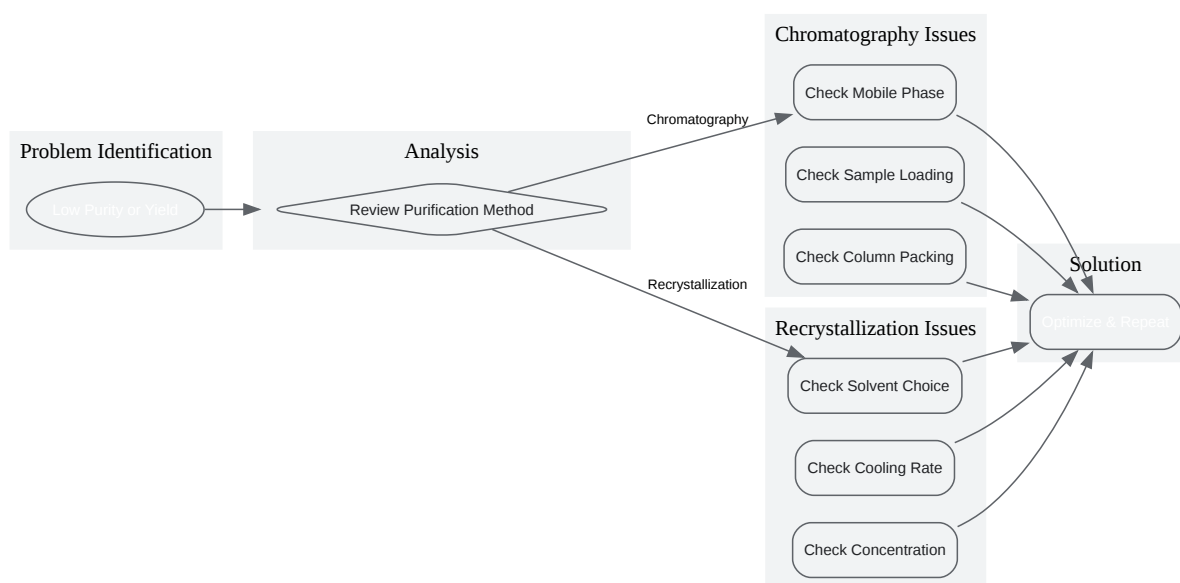 Problem Identification
Low Purity or Yield
Analysis
Review Purification Method
Chromatography
Recrystallization
Chromatography Issues
Check Mobile Phase
Check Sample Loading
Check Column Packing
Recrystallization Issues
Check Solvent Choice
Check Cooling Rate
Check Concentration
Solution
Optimize & Repeat